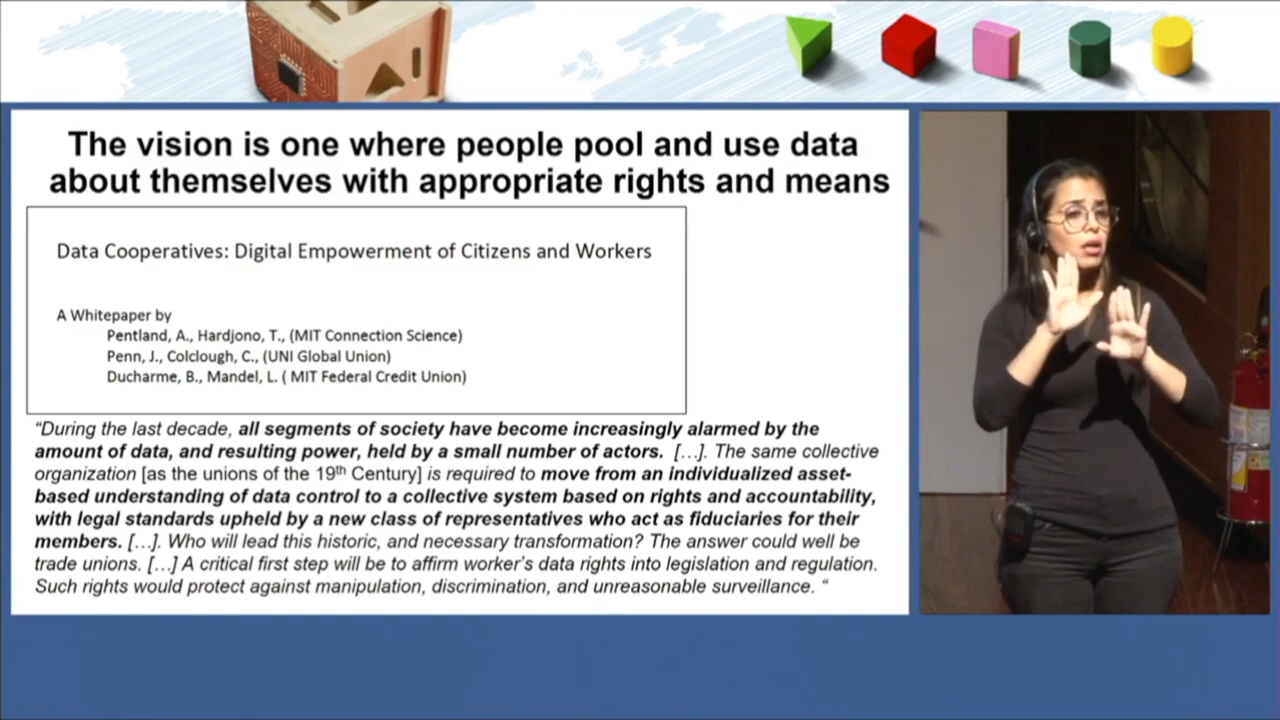 The vision is one where people pool and use data
about themselves with appropriate rights and means
Data Cooperatives: Digital Empowerment of Citizens and Workers
A Whitepaper by
Pentland, A., Hardjono, T., (MIT Connection Science)
Penn, J., Colclough, C., (UNI Global Union)
Ducharme, B., Mandel, L. ( MIT Federal Credit Union)
“During the last decade, all segments of society have become increasingly alarmed by the
amount of data, and resulting power, held by a small number of actors. […]. The same collective
organization [as the unions of the 19th Century] is required to move from an individualized asset-
based understanding of data control to a collective system based on rights and accountability,
with legal standards upheld by a new class of representatives who act as fiduciaries for their
members. […]. Who will lead this historic, and necessary transformation? The answer could well be
trade unions. […] A critical first step will be to affirm worker’s data rights into legislation and regulation.
Such rights would protect against manipulation, discrimination, and unreasonable surveillance. “